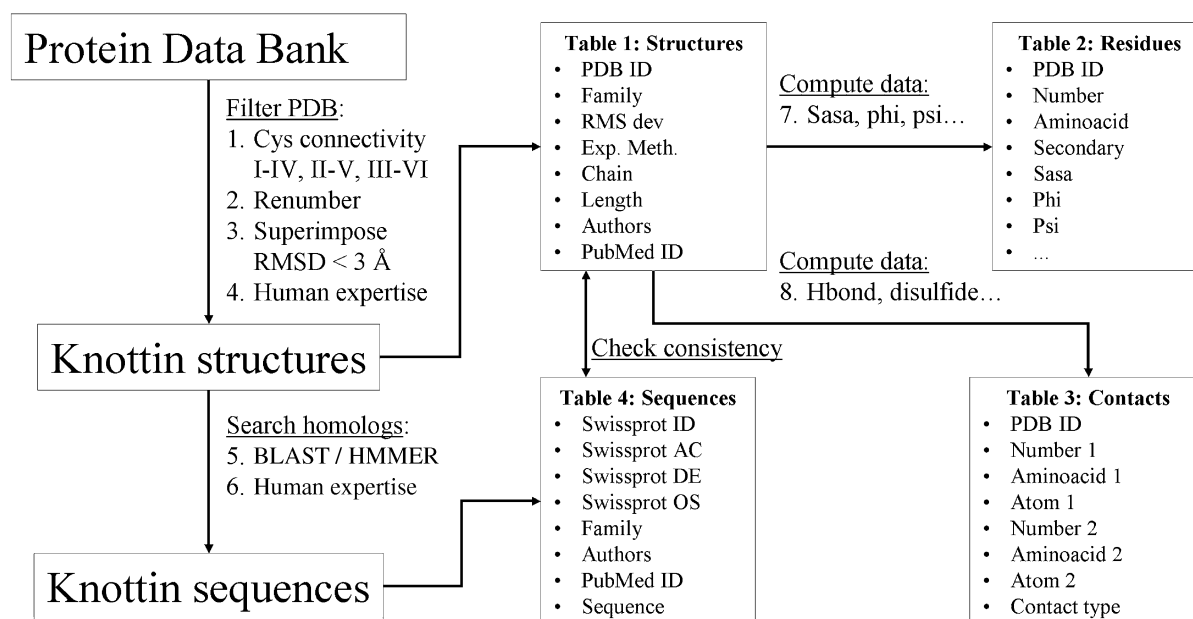 Protein Data Bank
Filter PDB:
1. Cys connectivity
I-IV, II-V, III-VI
2. Renumber
3. Superimpose
RMSD < 3 Å
4. Human expertise
Knottin structures
Search homologs:
5. BLAST / HMMER
6. Human expertise
Knottin sequences
Table 1: Structures
• PDB ID
• Family
• RMS dev
• Exp. Meth.
• Chain
• Length
• Authors
• PubMed ID
Compute data:
7. Sasa, phi, psi…
Table 2: Residues
• PDB ID
• Number
• Aminoacid
• Secondary
• Sasa
• Phi
• Psi
• …
Compute data:
8. Hbond, disulfide…
Check consistency
Table 4: Sequences
• Swissprot ID
• Swissprot AC
• Swissprot DE
• Swissprot OS
• Family
• Authors
• PubMed ID
• Sequence
Table 3: Contacts
• PDB ID
• Number 1
• Aminoacid 1
• Atom 1
• Number 2
• Aminoacid 2
• Atom 2
• Contact type